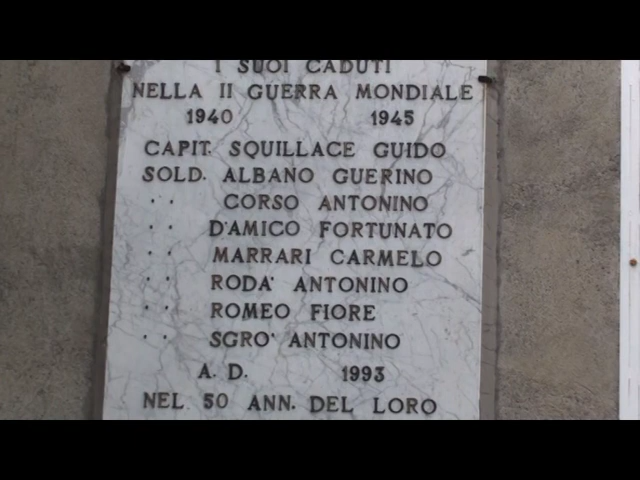 I SUOI CADUTI
NELLA II GUERRA MONDIALE
1940 1945
CAPIT. SQUILLACE GUIDO
SOLD. ALBANO GUERINO
" CORSO ANTONINO
" D'AMICO FORTUNATO
" MARRARI CARMELO
" RODA' ANTONINO
" ROMEO FIORE
" SGRO' ANTONINO
A. D. 1993
NEL 50 ANN. DEL LORO